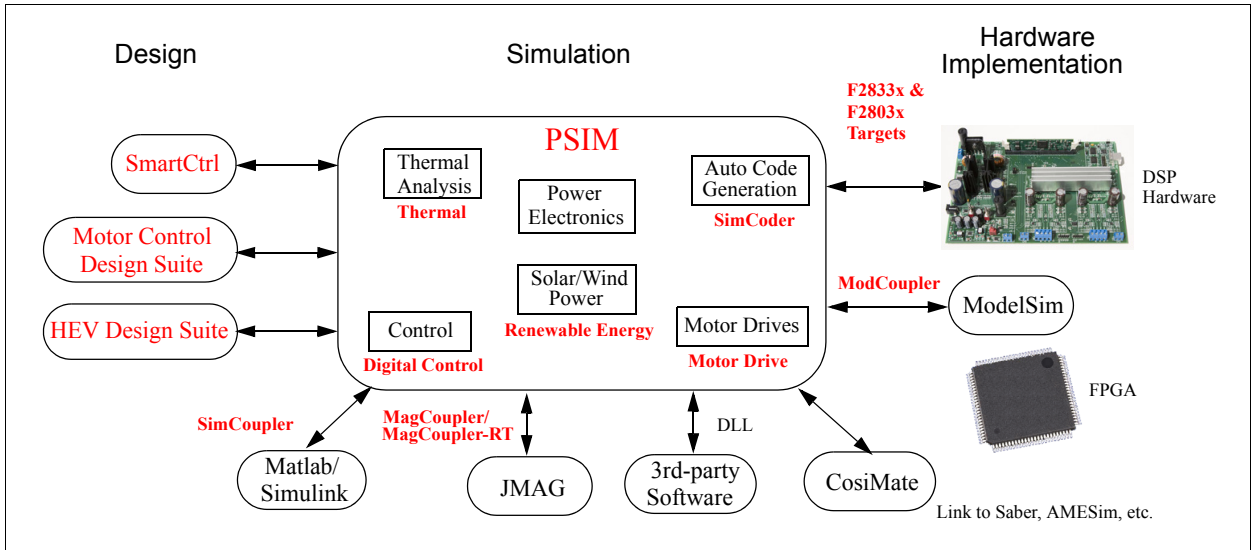 Design
Simulation
Hardware
Implementation
F2833x &
F2803x
Targets
PSIM
SmartCtrl
Thermal
Analysis
Thermal
Power
Electronics
Auto Code
Generation
SimCoder
DSP
Hardware
Motor Control
Design Suite
Solar/Wind
Power
Renewable Energy
ModCoupler
ModelSim
HEV Design Suite
Control
Digital Control
Motor Drives
Motor Drive
FPGA
SimCoupler
MagCoupler/
MagCoupler-RT
DLL
Matlab/
Simulink
JMAG
3rd-party
Software
CosiMate
Link to Saber, AMESim, etc.